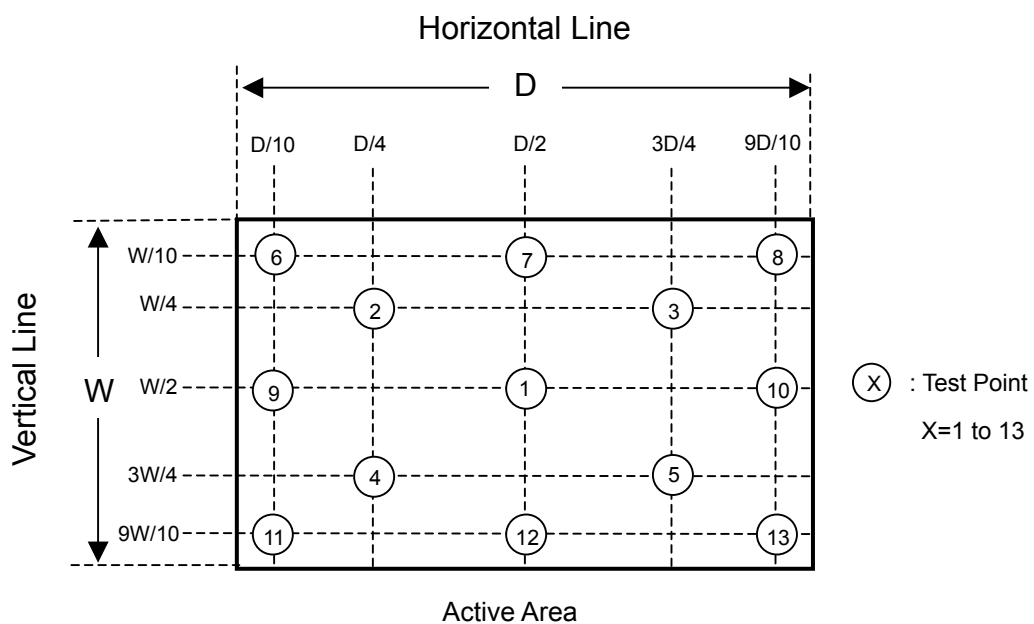 Horizontal Line
D
D/10 D/4 D/2 3D/4 9D/10
W/10 6 7 8
W/4 2 3
Vertical Line
W
W/2 9 1 10
X : Test Point
X=1 to 13
3W/4 4 5
9W/10 11 12 13
Active Area